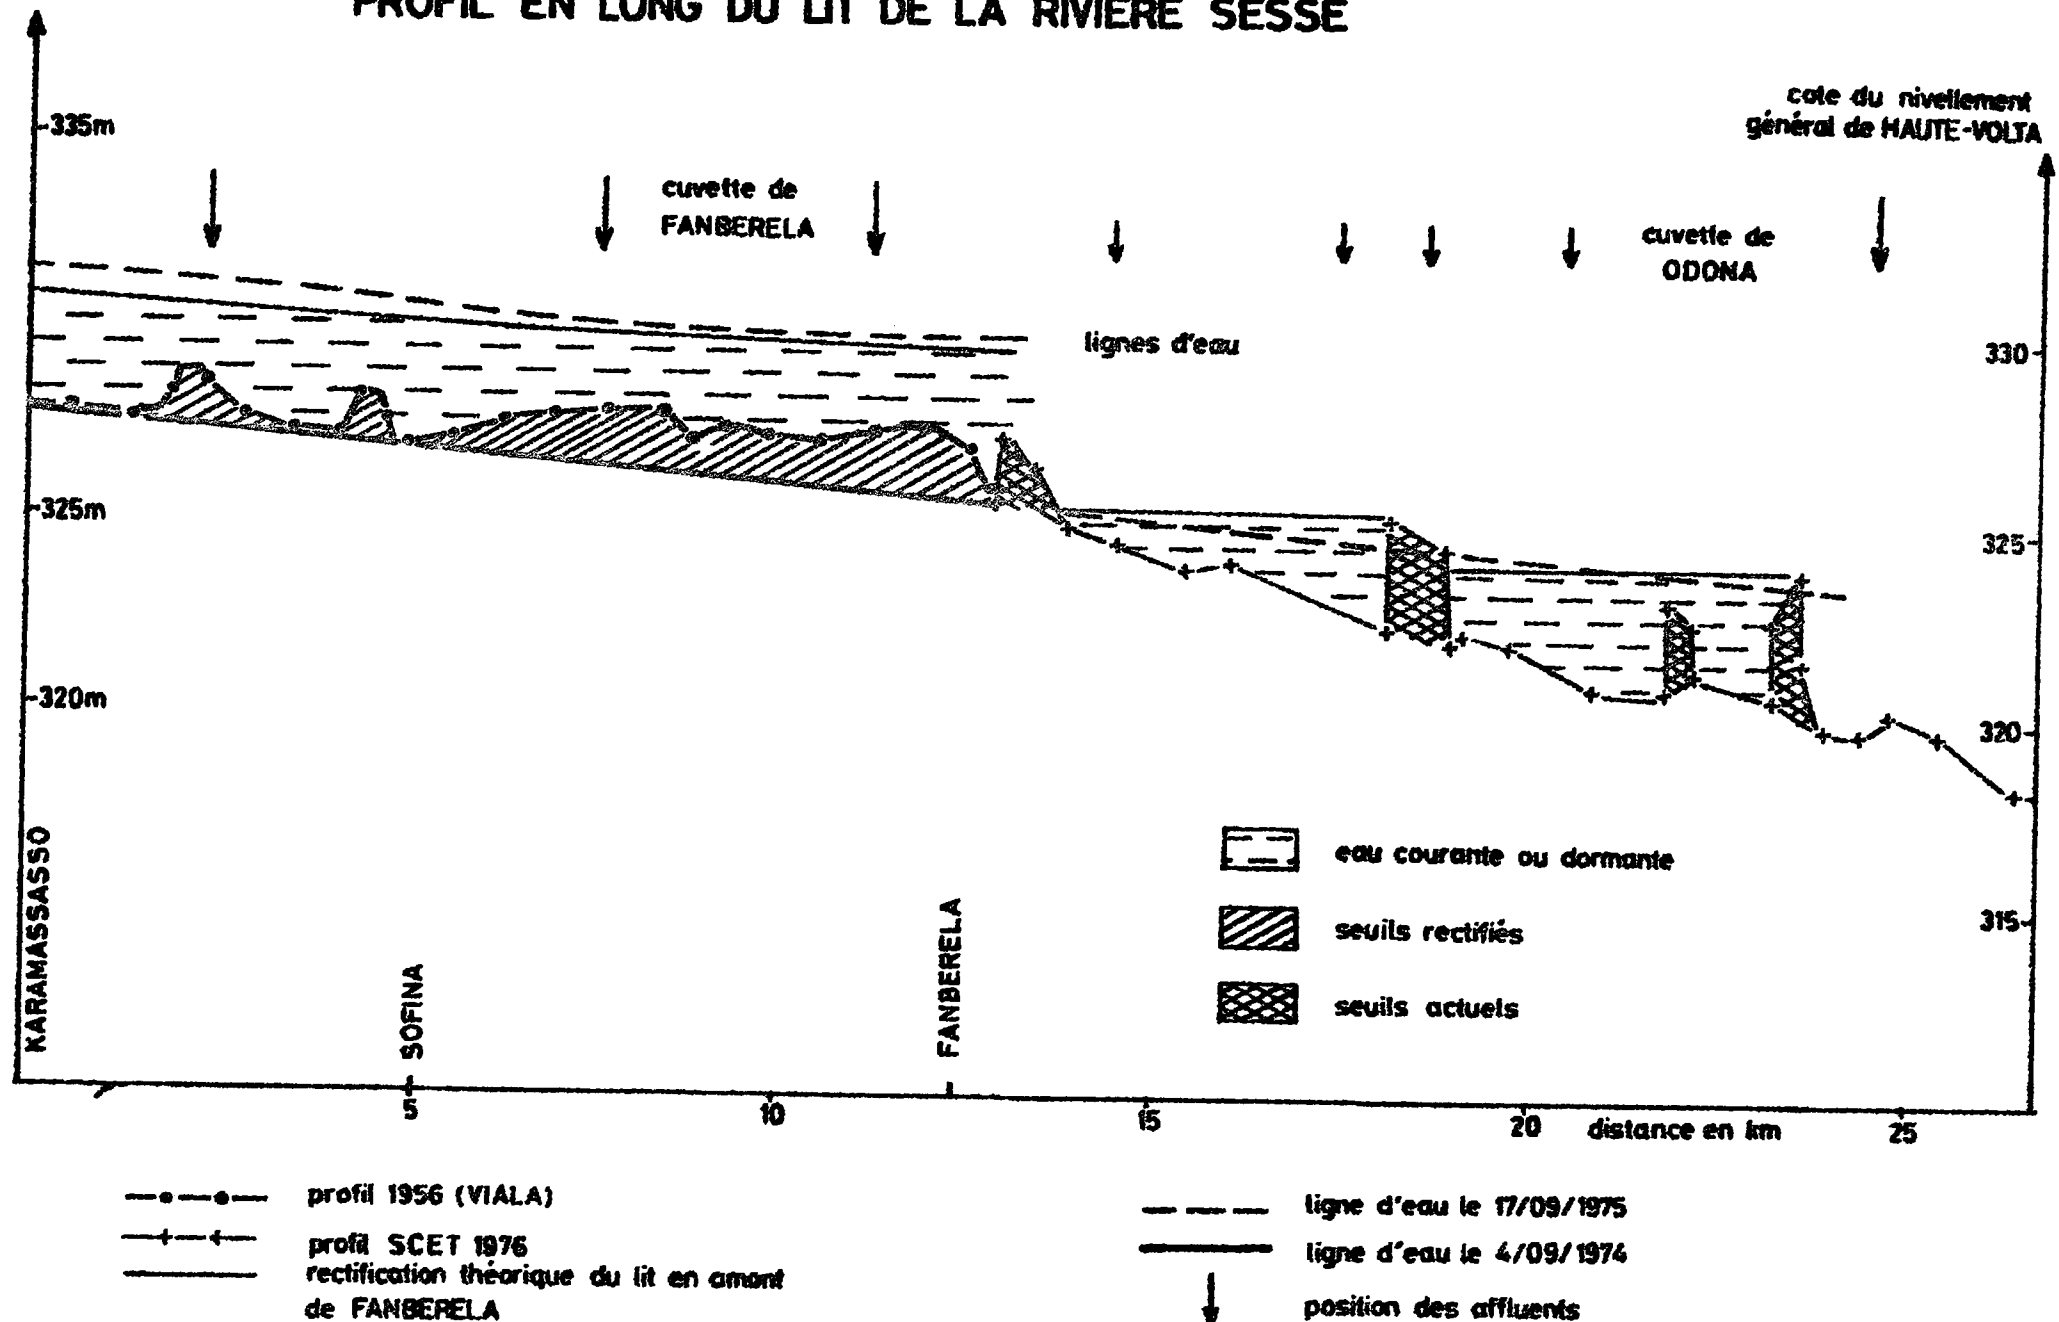 PROFIL EN LONG DU LIT DE LA RIVIERE SESSE
cote du nivellement
général de HAUTE-VOLTA
335m
cuvette de
FANBERELA
cuvette de
ODONA
lignes d'eau
330
325m
325
320m
320
315
eau courante ou dormante
seuils rectifiés
seuils actuels
KARAMASSASSO
SOFINA
FANBERELA
5
10
15
20
distance en km
25
profil 1956 (VIALA)
profil SCET 1976
rectification théorique du lit en amont
de FANBERELA
ligne d'eau le 17/09/1975
ligne d'eau le 4/09/1974
position des affluents